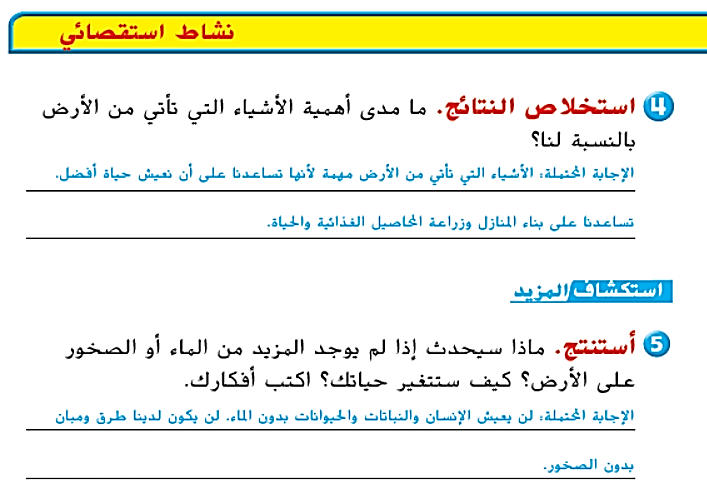 نشاط استقصائي
4 استخلاص النتائج. ما مدى أهمية الأشياء التي تأتي من الأرض
بالنسبة لنا؟
الإجابة المحتملة: الأشياء التي تأتي من الأرض مهمة لأنها تساعدنا على أن نعيش حياة أفضل.
تساعدنا على بناء المنازل وزراعة المحاصيل الغذائية والحياة.
استكشاف المزيد
5 أستنتج. ماذا سيحدث إذا لم يوجد المزيد من الماء أو الصخور
على الأرض؟ كيف ستتغير حياتك؟ اكتب أفكارك.
الإجابة المحتملة: لن يعيش الإنسان والنباتات والحيوانات بدون الماء. لن يكون لدينا طرق ومبان
بدون الصخور.